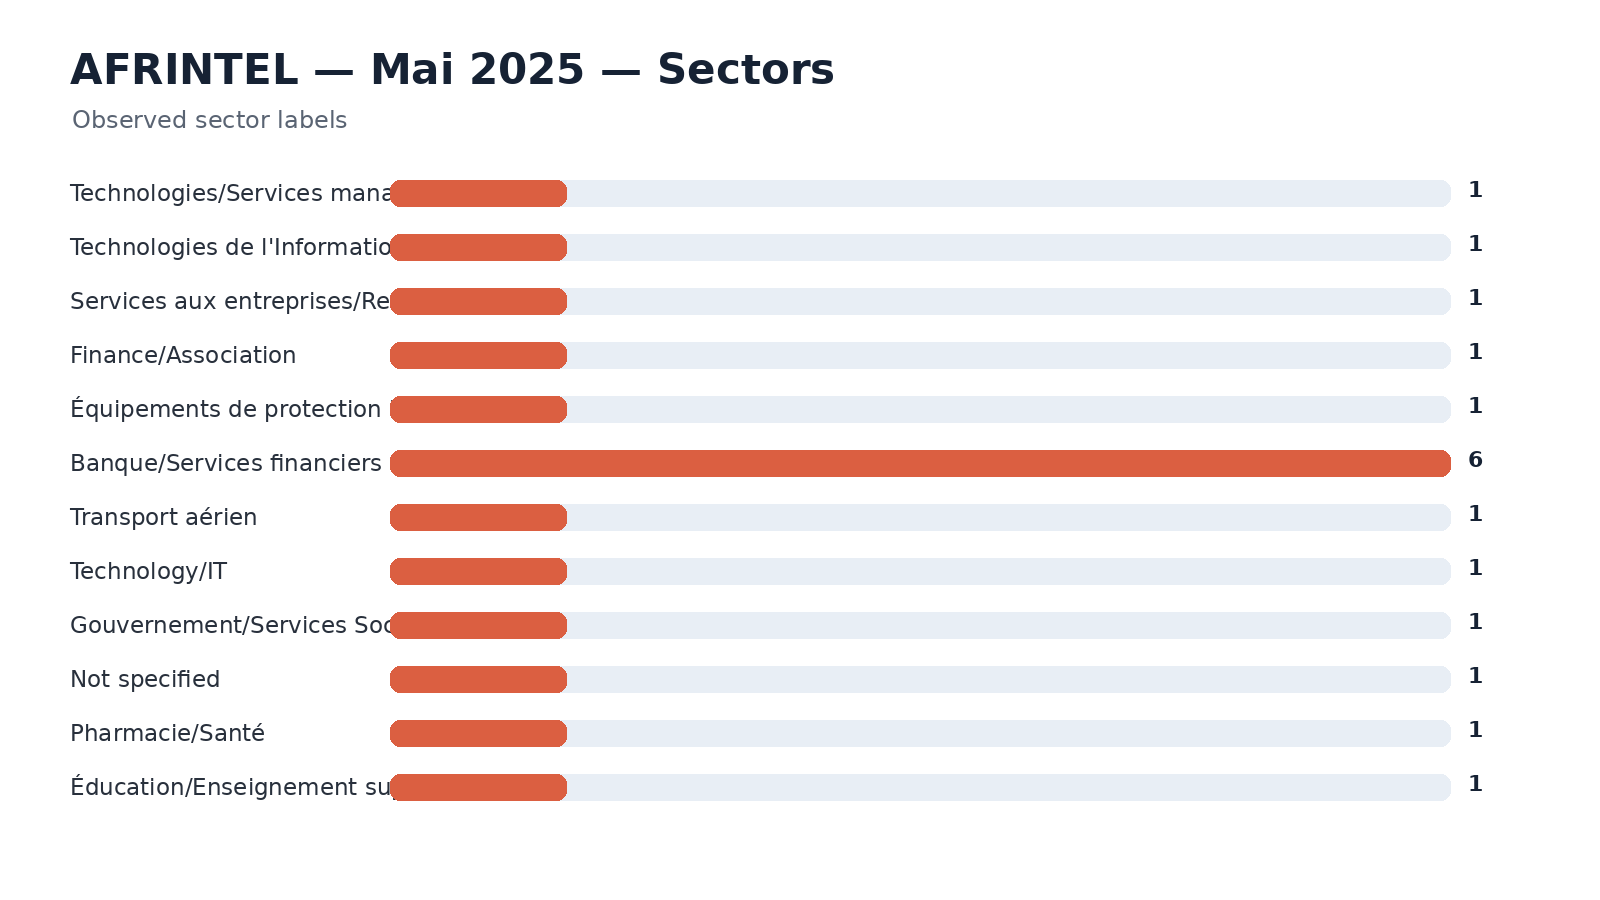 AFRINTEL — Mai 2025 — Sectors
Observed sector labels
Technologies/Services mana 1
Technologies de l'Informatio 1
Services aux entreprises/Re 1
Finance/Association 1
Équipements de protection 1
Banque/Services financiers 6
Transport aérien 1
Technology/IT 1
Gouvernement/Services Soc 1
Not specified 1
Pharmacie/Santé 1
Éducation/Enseignement su 1